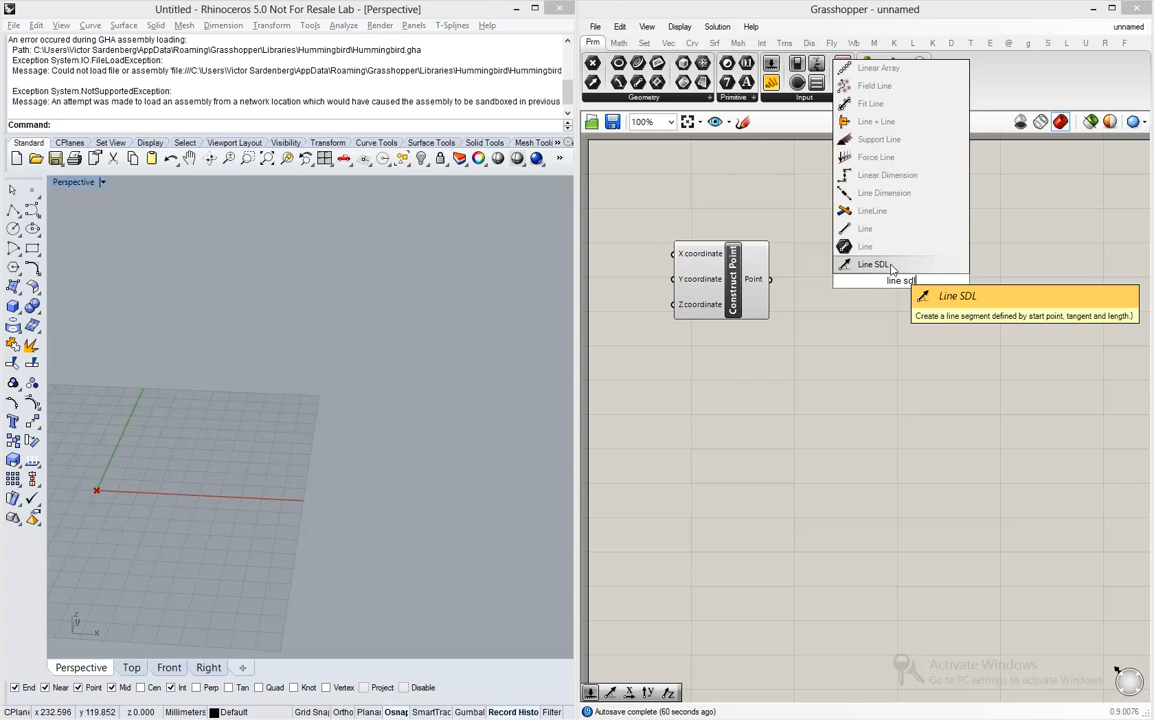 Untitled - Rhinoceros 5.0 Not For Resale Lab - [Perspective]
File Edit View Curve Surface Solid Mesh Dimension Transform Tools Analyze Render Panels T-Splines Help
An error occured during GHA assembly loading:
Path: C:\Users\Victor Sardenberg\AppData\Roaming\Grasshopper\Libraries\Hummingbird\Hummingbird.gha
Exception System.IO.FileLoadException:
Message: Could not load file or assembly 'file:///C:\Users\Victor Sardenberg\AppData\Roaming\Grasshopper\Libraries\Hummingbird\Hummingbird
Exception System.NotSupportedException:
Message: An attempt was made to load an assembly from a network location which would have caused the assembly to be sandboxed in previous
Command:
Standard CPlanes Set View Display Select Viewport Layout Visibility Transform Curve Tools Surface Tools Solid Tools Mesh Tools
Perspective
z
y
x
Perspective Top Front Right
End Near Point Mid Cen Int Perp Tan Quad Knot Vertex Project Disable
CPlane X 232.596 Y 119.852 Z 0.000 Millimeters Default Grid Snap Ortho Planar Osnap SmartTrac Gumbal Record Histo Filter
Grasshopper - unnamed
File Edit View Display Solution Help unnamed
Prm Math Set Vec Crv Srf Msh Int Trns Dis Fly Wb M K L L S V E @ g X S U P H F
Geometry Primitive Input
100%
Linear Array
Field Line
Fit Line
Line + Line
Support Line
Force Line
Linear Dimension
Line Dimension
LineLine
Line
Line
Line SDL
line sdl
Line SDL
Create a line segment defined by start point, tangent and length.}
X coordinate
Y coordinate
Z coordinate
Construct Point
Point
Activate Windows
Go to PC settings to activate Windows.
Autosave complete (60 seconds ago)
0.9.0076